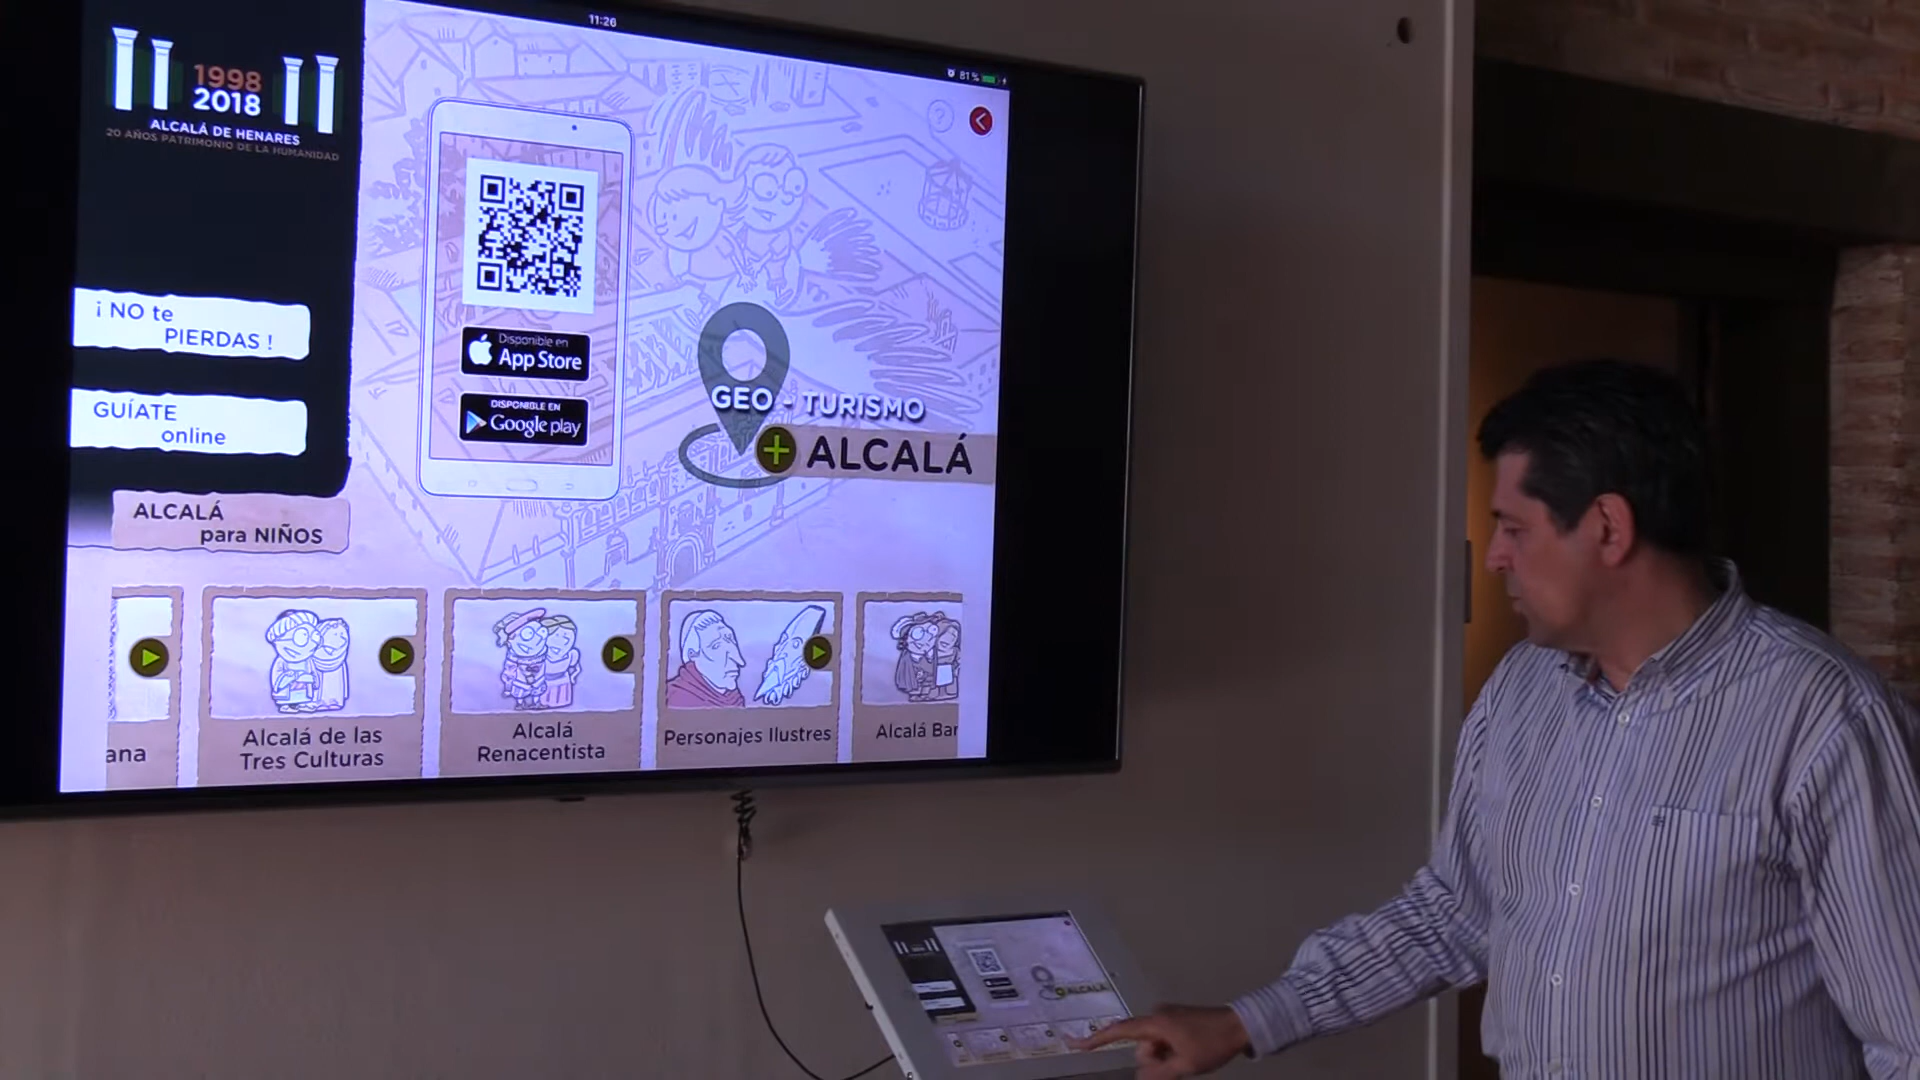 11:26
81 %
1998
2018
ALCALÁ DE HENARES
20 AÑOS PATRIMONIO DE LA HUMANIDAD
?
¡ NO te
PIERDAS !
GUÍATE
online
ALCALÁ
para NIÑOS
Disponible en
App Store
DISPONIBLE EN
Google play
GEO - TURISMO
+ ALCALÁ
ana
Alcalá de las
Tres Culturas
Alcalá
Renacentista
Personajes Ilustres
Alcalá Bar
ALCALÁ